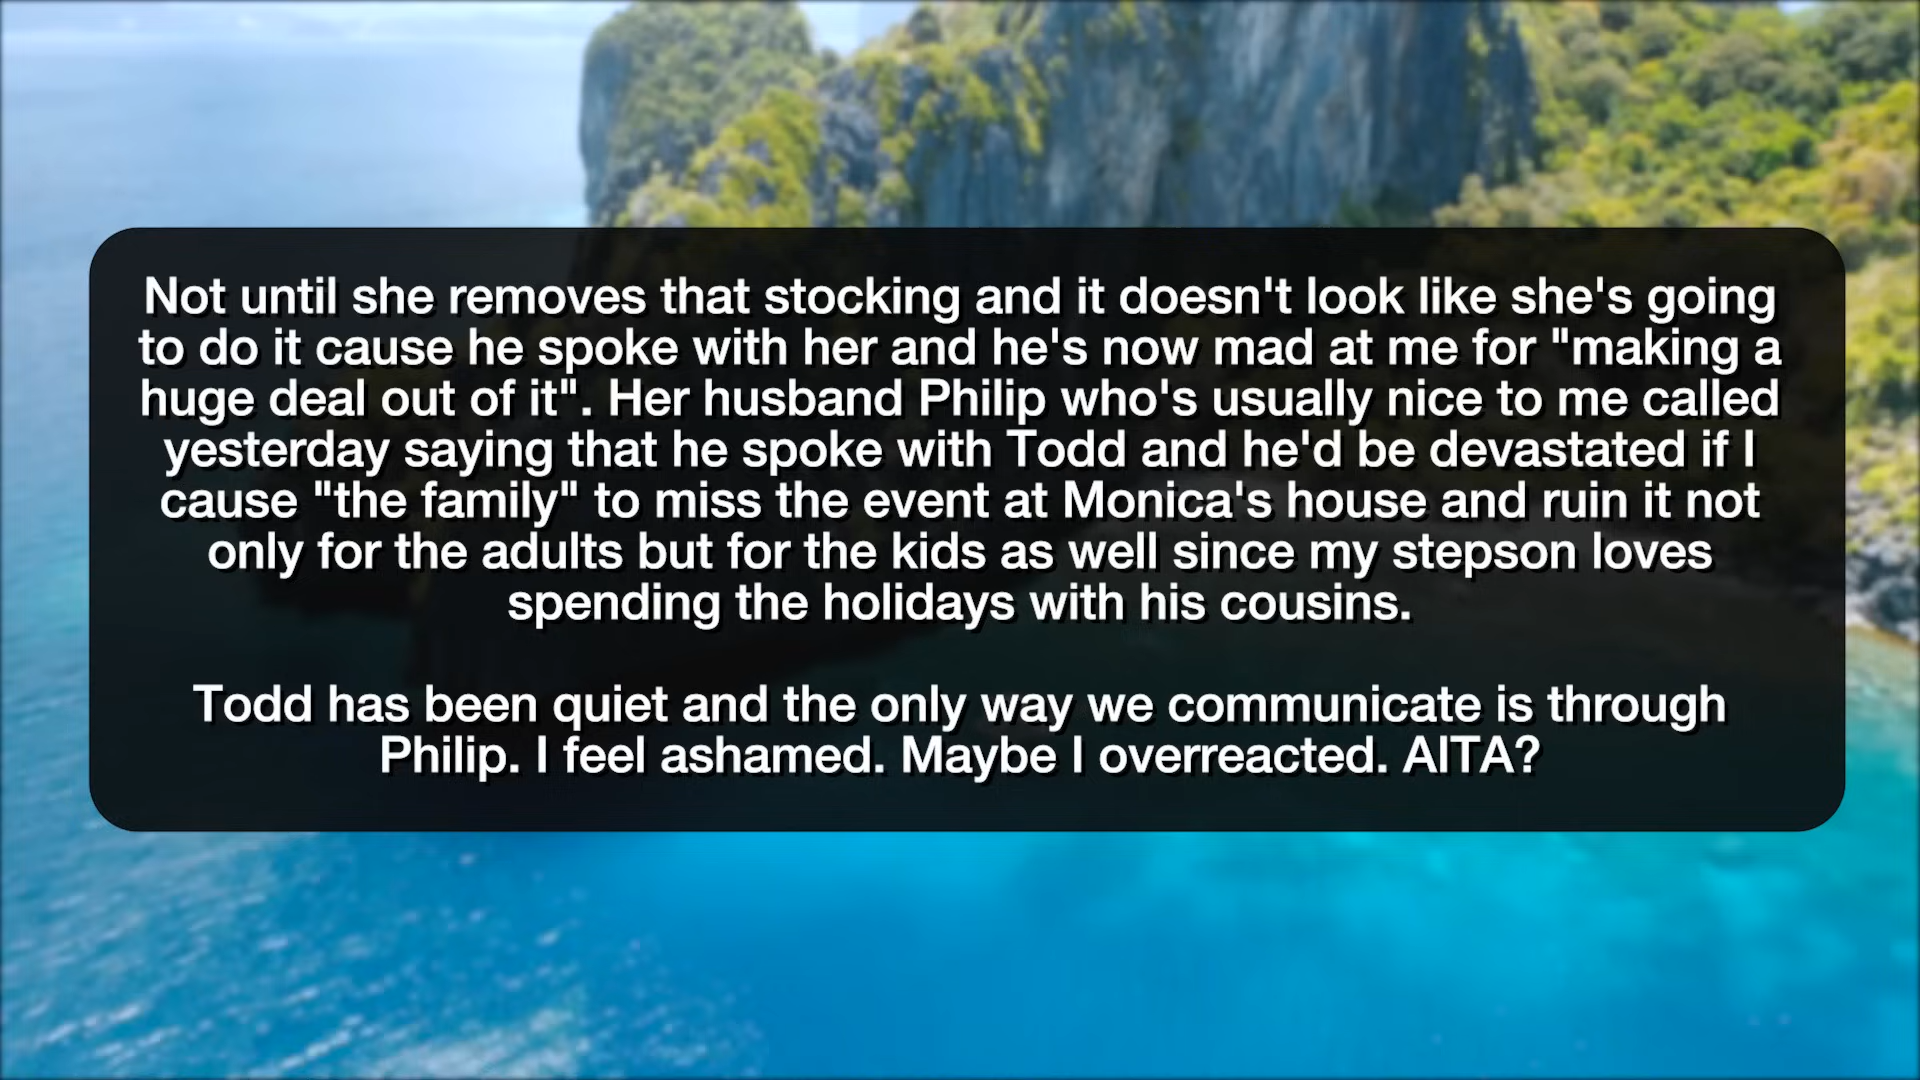 Not until she removes that stocking and it doesn't look like she's going
to do it cause he spoke with her and he's now mad at me for "making a
huge deal out of it". Her husband Philip who's usually nice to me called
yesterday saying that he spoke with Todd and he'd be devastated if I
cause "the family" to miss the event at Monica's house and ruin it not
only for the adults but for the kids as well since my stepson loves
spending the holidays with his cousins.
Todd has been quiet and the only way we communicate is through
Philip. I feel ashamed. Maybe I overreacted. AITA?